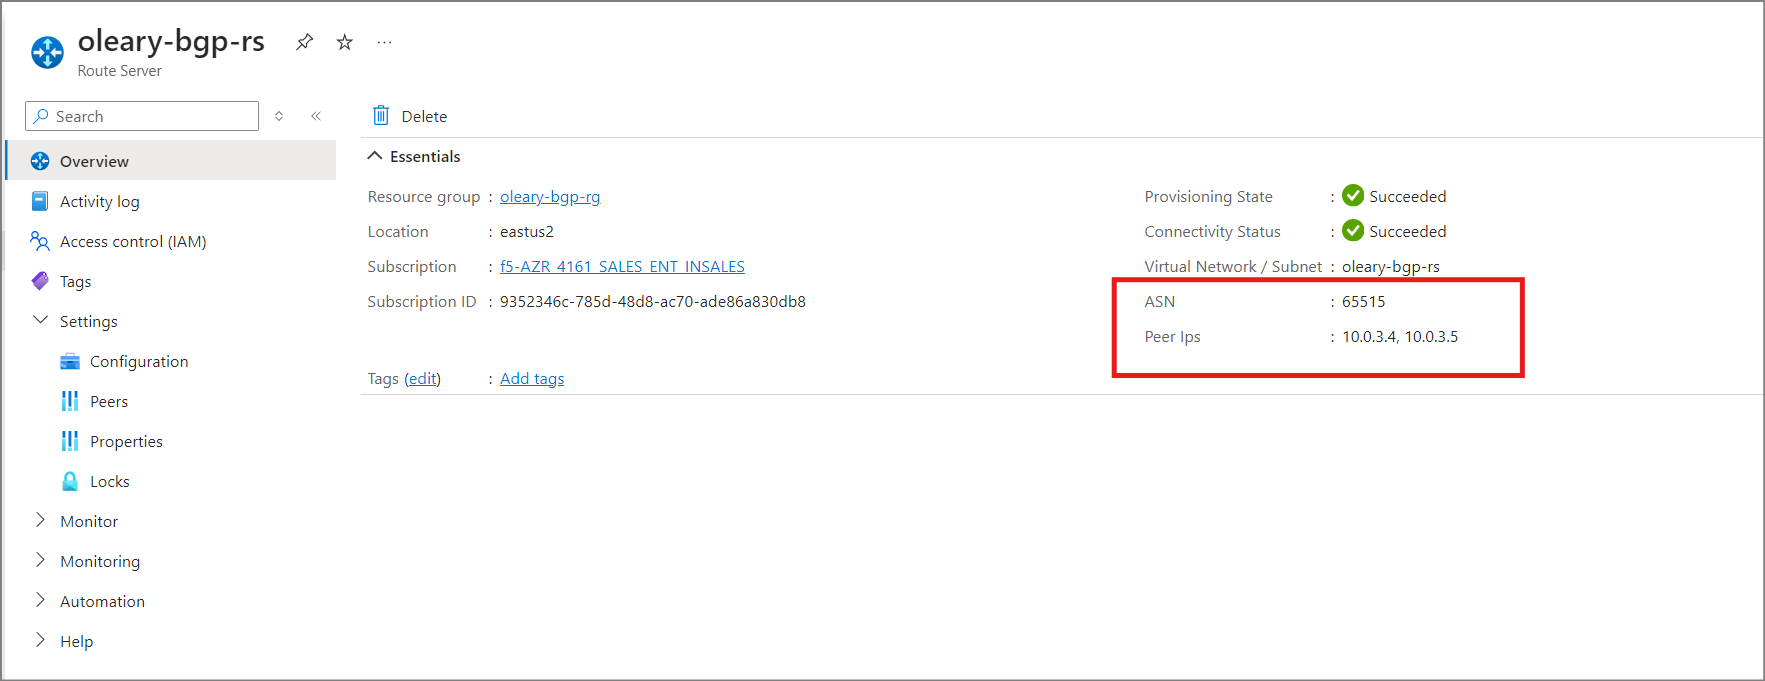 oleary-bgp-rs
Route Server
Search
Overview
Activity log
Access control (IAM)
Tags
Settings
Configuration
Peers
Properties
Locks
Monitor
Monitoring
Automation
Help
Delete
Essentials
Resource group : oleary-bgp-rg
Location : eastus2
Subscription : f5-AZR_4161_SALES_ENT_INSALES
Subscription ID : 9352346c-785d-48d8-ac70-ade86a830db8
Tags (edit) : Add tags
Provisioning State : Succeeded
Connectivity Status : Succeeded
Virtual Network / Subnet : oleary-bgp-rs
ASN : 65515
Peer Ips : 10.0.3.4, 10.0.3.5